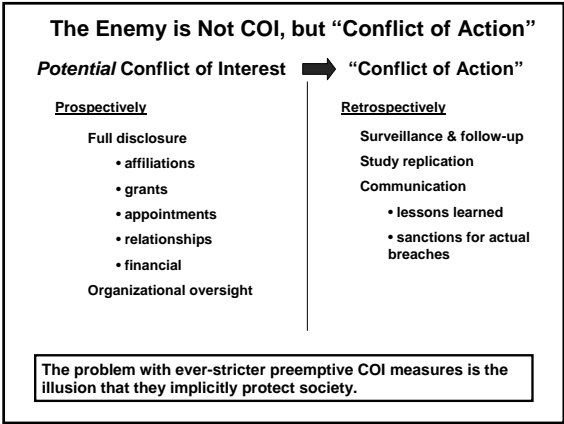 The Enemy is Not COI, but “Conflict of Action”
Potential Conflict of Interest
“Conflict of Action”
Prospectively
Full disclosure
• affiliations
• grants
• appointments
• relationships
• financial
Organizational oversight
Retrospectively
Surveillance & follow-up
Study replication
Communication
• lessons learned
• sanctions for actual
breaches
The problem with ever-stricter preemptive COI measures is the
illusion that they implicitly protect society.